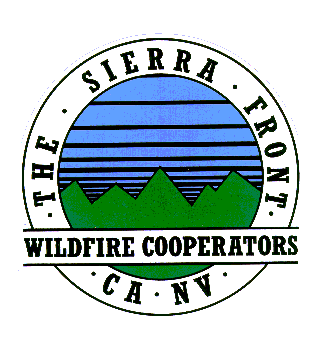 · THE · SIERRA · FRONT ·
WILDFIRE COOPERATORS
· CA · NV ·